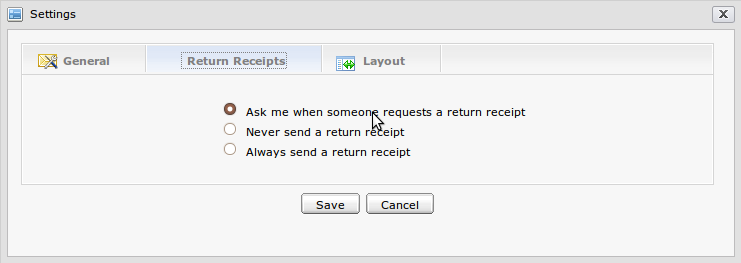 Settings
General
Return Receipts
Layout
Ask me when someone requests a return receipt
Never send a return receipt
Always send a return receipt
Save
Cancel